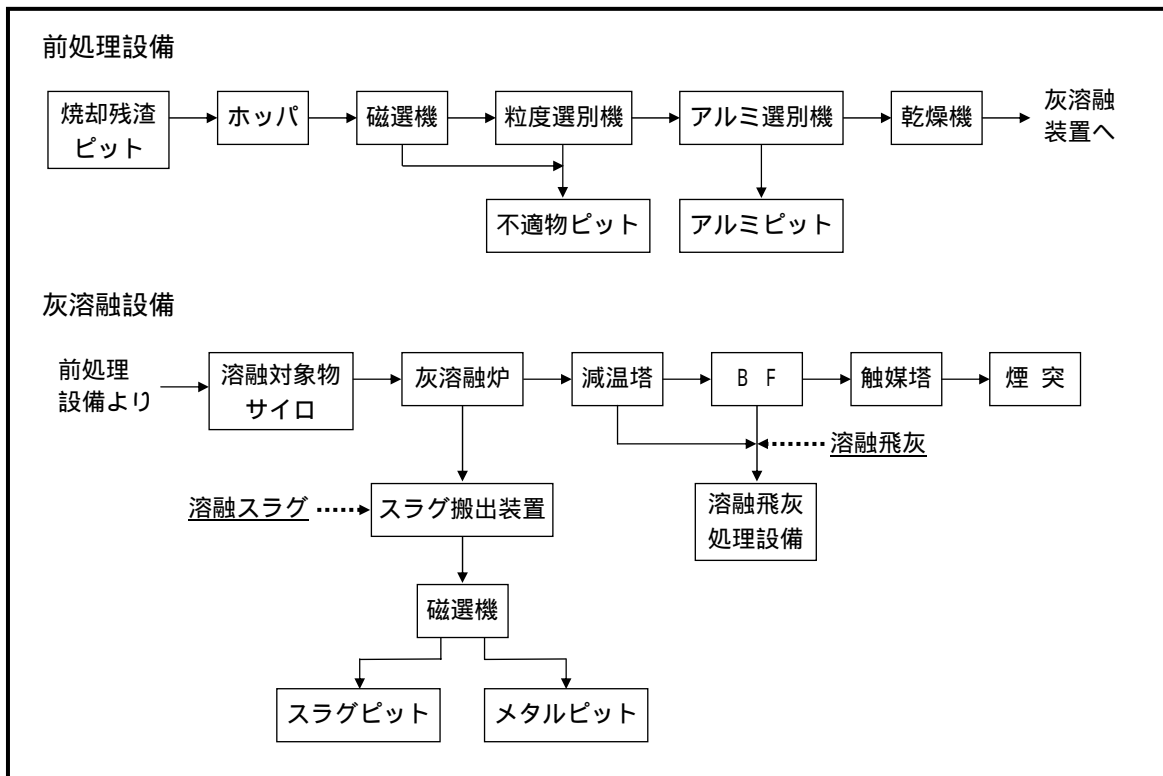 前処理設備
焼却残渣
ピット
ホッパ
磁選機
粒度選別機
アルミ選別機
乾燥機
灰溶融
装置へ
不適物ピット
アルミピット
灰溶融設備
前処理
設備より
溶融対象物
サイロ
灰溶融炉
減温塔
ＢＦ
触媒塔
煙突
溶融飛灰
溶融スラグ
スラグ搬出装置
溶融飛灰
処理設備
磁選機
スラグピット
メタルピット